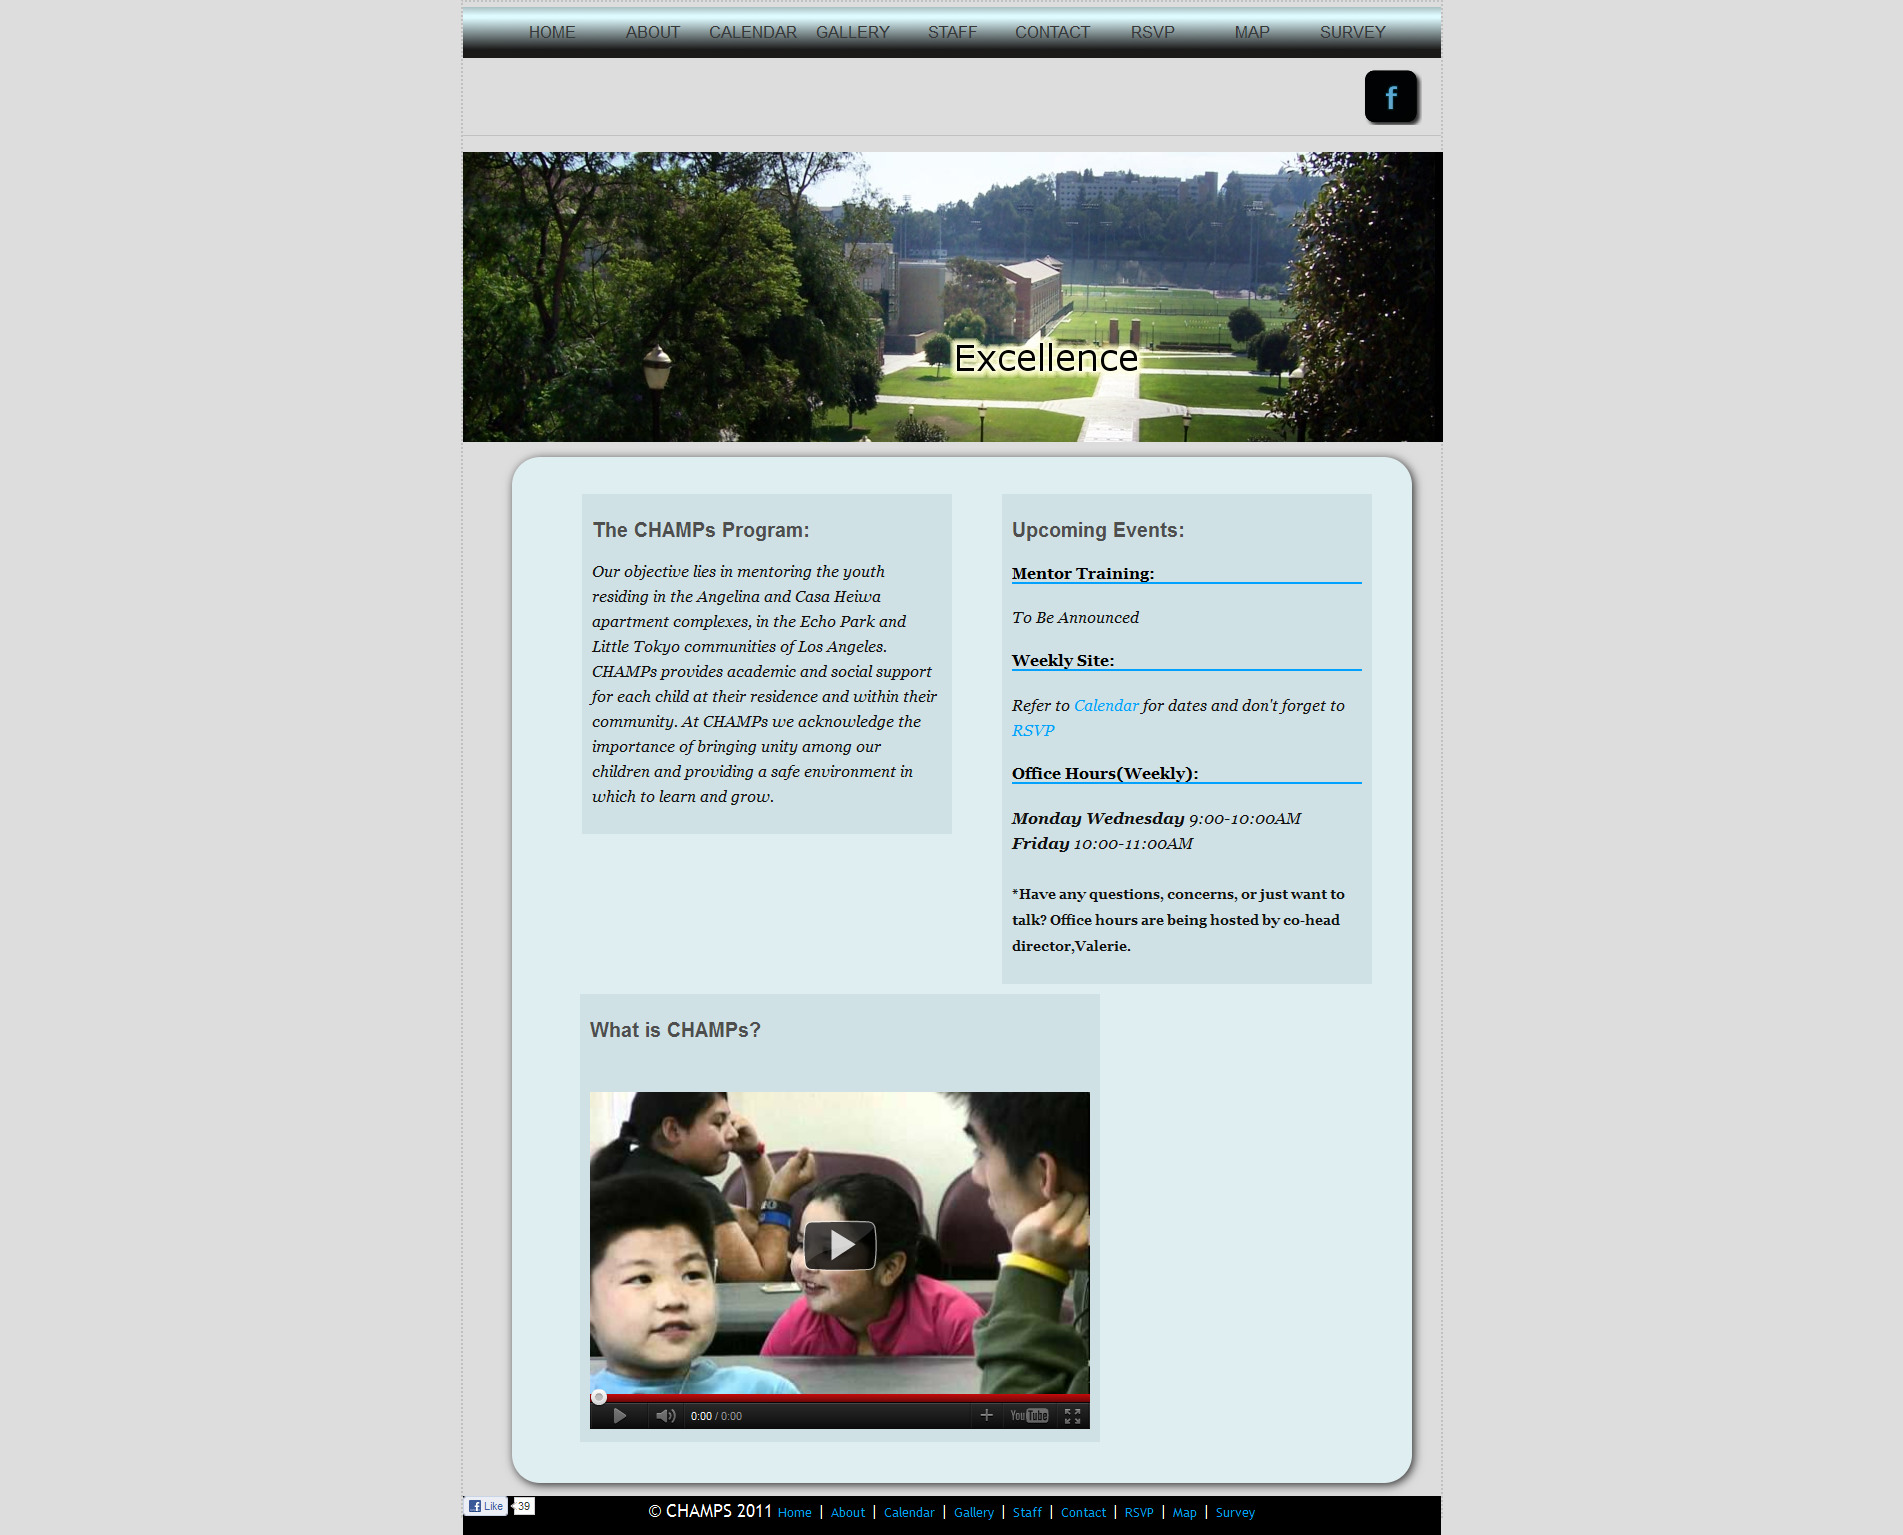 HOME ABOUT CALENDAR GALLERY STAFF CONTACT RSVP MAP SURVEY
f
Excellence
The CHAMPs Program:
Our objective lies in mentoring the youth
residing in the Angelina and Casa Heiwa
apartment complexes, in the Echo Park and
Little Tokyo communities of Los Angeles.
CHAMPs provides academic and social support
for each child at their residence and within their
community. At CHAMPs we acknowledge the
importance of bringing unity among our
children and providing a safe environment in
which to learn and grow.
Upcoming Events:
Mentor Training:
To Be Announced
Weekly Site:
Refer to Calendar for dates and don't forget to
RSVP
Office Hours(Weekly):
Monday Wednesday 9:00-10:00AM
Friday 10:00-11:00AM
*Have any questions, concerns, or just want to
talk? Office hours are being hosted by co-head
director,Valerie.
What is CHAMPs?
0:00 / 0:00
YouTube
Like 39
© CHAMPS 2011 Home | About | Calendar | Gallery | Staff | Contact | RSVP | Map | Survey